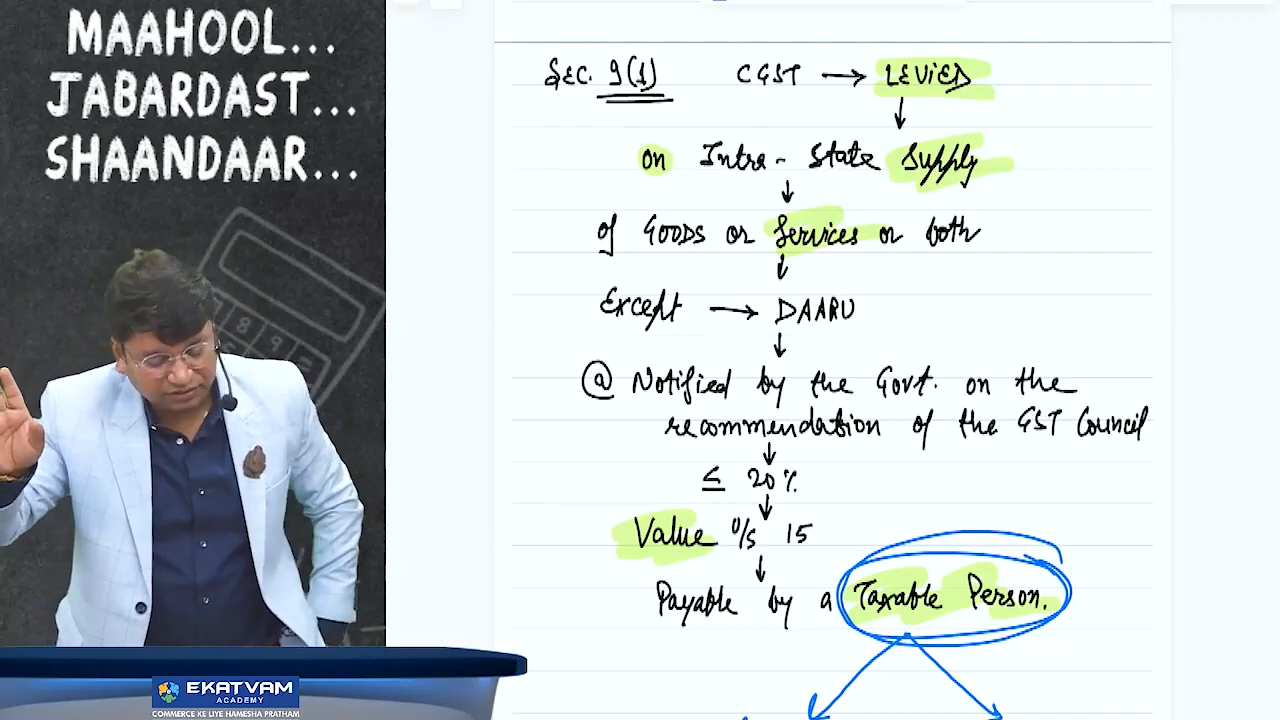 MAAHOOL...
JABARDAST...
SHAANDAAR...
SEC. 9(1) CGST → LEVIED
↓
on Intra-State Supply
↓
of GOODS or Services or both
↓
Except → DAARU
↓
@ Notified by the Govt. on the
recommendation of the GST Council
↓
≤ 20%
↓
Value u/s 15
↓
Payable by a Taxable Person.
EKATVAM
ACADEMY
COMMERCE KE LIYE HAMESHA PRATHAM